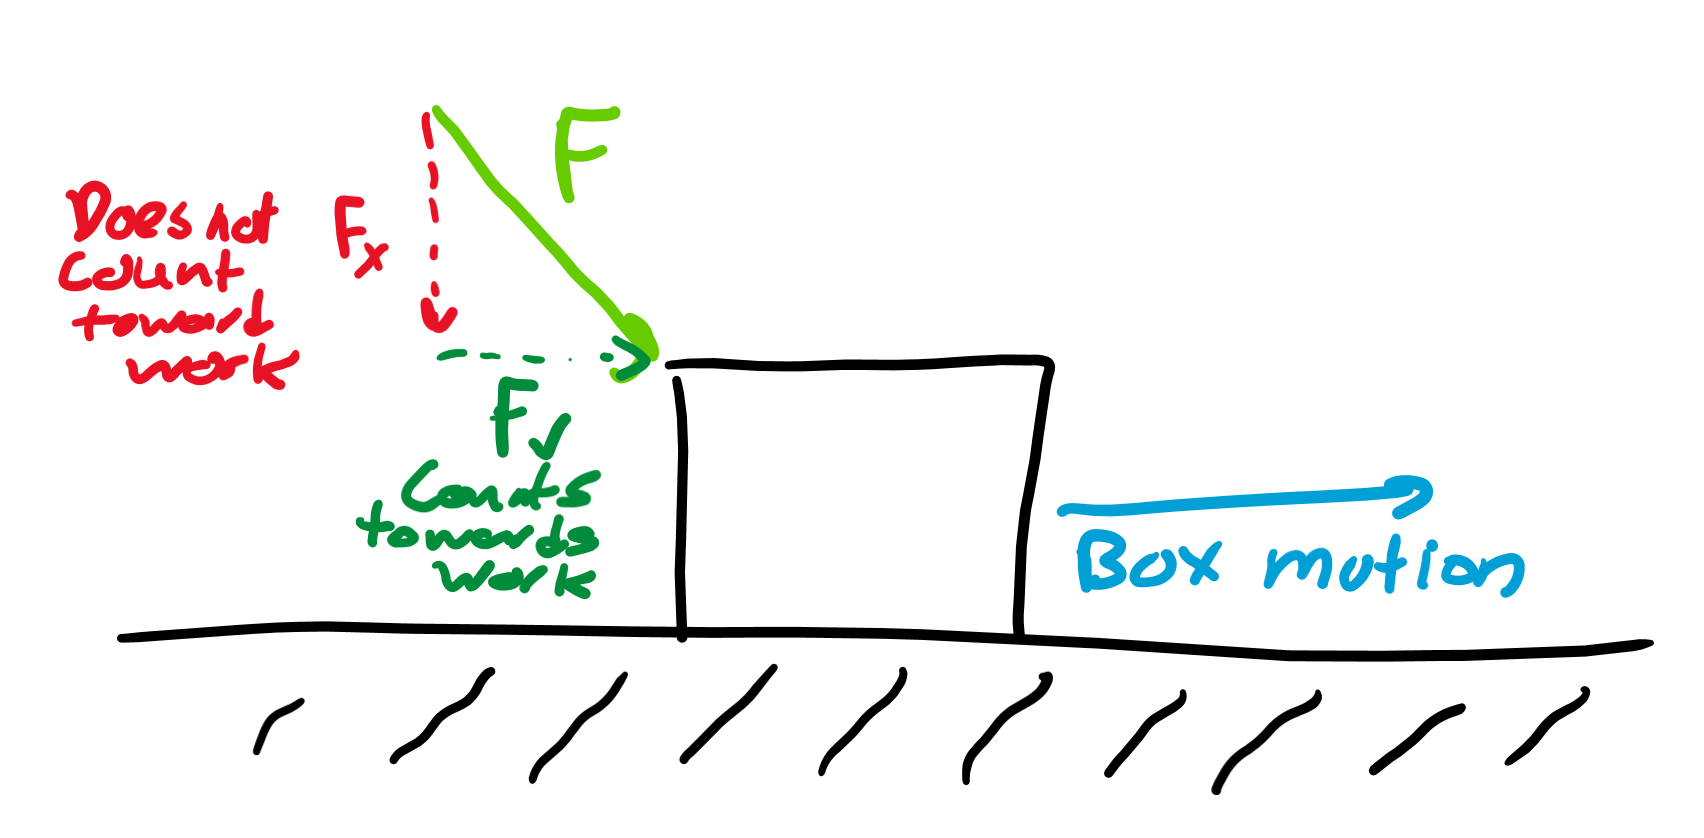 F
Does not
count
toward
work
Fx
Fy
Counts
towards
work
Box motion